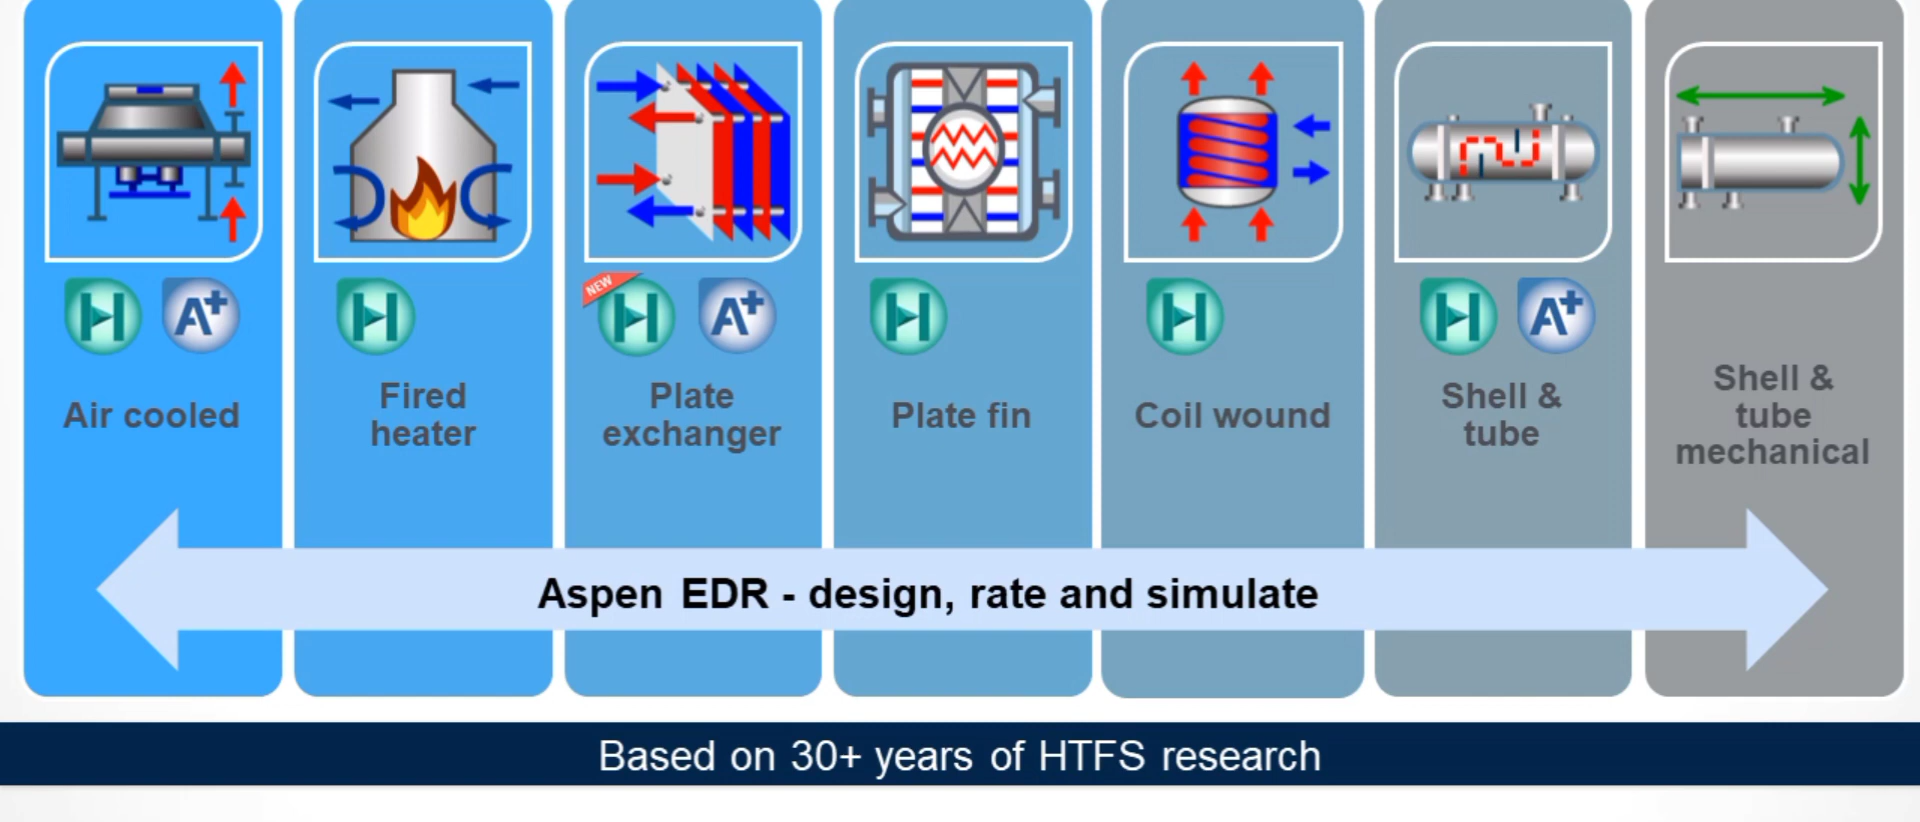 NEW
H A+
H
H A+
H
H
H A+
Air cooled
Fired
heater
Plate
exchanger
Plate fin
Coil wound
Shell &
tube
Shell &
tube
mechanical
Aspen EDR - design, rate and simulate
Based on 30+ years of HTFS research